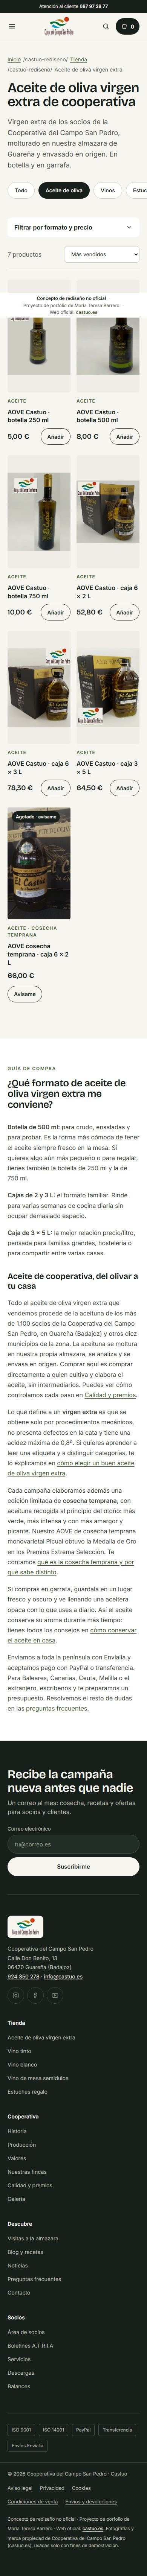 Atención al cliente 687 97 28 77
Coop. del Camp. San Pedro
0
Inicio /castuo-rediseno/ Tienda
/castuo-rediseno/ Aceite de oliva virgen extra
Aceite de oliva virgen
extra de cooperativa
Virgen extra de los socios de la
Cooperativa del Campo San Pedro,
molturado en nuestra almazara de
Guareña y envasado en origen. En
botella y en garrafa.
Todo
Aceite de oliva
Vinos
Filtrar por formato y precio
7 productos
Más vendidos
Concepto de rediseño no oficial
Proyecto de porfolio de María Teresa Barrero
Web oficial: castuo.es
ACEITE
AOVE Castuo ·
botella 250 ml
5,00 €
Añadir
ACEITE
AOVE Castuo ·
botella 500 ml
8,00 €
Añadir
ACEITE
AOVE Castuo ·
botella 750 ml
10,00 €
Añadir
ACEITE
AOVE Castuo · caja 6
× 2 L
52,80 €
Añadir
ACEITE
AOVE Castuo · caja 6
× 3 L
78,30 €
Añadir
ACEITE
AOVE Castuo · caja 3
× 5 L
64,50 €
Añadir
Agotado · avísame
El Castúo
ACEITE · COSECHA
TEMPRANA
AOVE cosecha
temprana · caja 6 × 2
L
66,00 €
Avísame
GUÍA DE COMPRA
¿Qué formato de aceite de
oliva virgen extra me
conviene?
Botella de 500 ml: para crudo, ensaladas y
para probar. Es la forma más cómoda de tener
el aceite siempre a mano en la mesa. Si
quieres algo aún más pequeño o para regalar,
tienes también la botella de 250 ml y la de
750 ml.
Cajas de 2 y 3 L: el formato familiar. Rinde
para varias semanas de cocina diaria sin
ocupar demasiado espacio.
Caja de 3 × 5 L: la mejor relación precio/litro,
pensada para familias grandes, hostelería o
para compartir entre varias casas.
Aceite de cooperativa, del olivar a
tu casa
Todo el aceite de oliva virgen extra que
vendemos procede de la aceituna de más de
1.100 socios de la Cooperativa del Campo
San Pedro, en Guareña (Badajoz) y otros diez
municipios de la zona. La aceituna se moltura
en nuestra propia almazara, se analiza y se
envasa en origen. Comprar aquí es comprar
directamente a quien cultiva y elabora el
aceite, sin intermediarios. Puedes ver cómo
controlamos cada paso en Calidad y premios.
Lo que define a un virgen extra es que se
obtiene solo por procedimientos mecánicos,
no presenta defectos en la cata y tiene una
acidez máxima del 0,8º. Si quieres aprender a
leer una etiqueta y a distinguir categorías, te
lo explicamos en cómo elegir un buen aceite
de oliva virgen extra.
Cada campaña elaboramos además una
edición limitada de cosecha temprana, con
aceituna recogida al principio del otoño: más
verde, más intensa y con más amargor y
picante. Nuestro AOVE de cosecha temprana
monovarietal Picual obtuvo la Medalla de Oro
en los Premios Extrema Selección. Te
contamos qué es la cosecha temprana y por
qué sabe distinto.
Si compras en garrafa, guárdala en un lugar
fresco y oscuro y ve rellenando una aceitera
opaca con lo que uses a diario. Así el aceite
conserva su aroma durante más tiempo:
tienes todos los consejos en cómo conservar
el aceite en casa.
Enviamos a toda la península con Envialia y
aceptamos pago con PayPal o transferencia.
Para Baleares, Canarias, Ceuta, Melilla o el
extranjero, escríbenos y te preparamos un
presupuesto. Resolvemos el resto de dudas
en las preguntas frecuentes.
Recibe la campaña
nueva antes que nadie
Un correo al mes: cosecha, recetas y ofertas
para socios y clientes.
Correo electrónico
tu@correo.es
Suscribirme
Coop. del Camp. San Pedro
Cooperativa del Campo San Pedro
Calle Don Benito, 13
06470 Guareña (Badajoz)
924 350 278 · info@castuo.es
Tienda
Aceite de oliva virgen extra
Vino tinto
Vino blanco
Vino de mesa semidulce
Estuches regalo
Cooperativa
Historia
Producción
Valores
Nuestras fincas
Calidad y premios
Galería
Descubre
Visitas a la almazara
Blog y recetas
Noticias
Preguntas frecuentes
Contacto
Socios
Área de socios
Boletines A.T.R.I.A
Servicios
Descargas
Balances
ISO 9001
ISO 14001
PayPal
Transferencia
Envíos Envialia
© 2026 Cooperativa del Campo San Pedro · Castuo
Aviso legal Privacidad Cookies
Condiciones de venta Envíos y devoluciones
Concepto de rediseño no oficial · Proyecto de porfolio de
María Teresa Barrero · Web oficial: castuo.es. Fotografías y
marca propiedad de Cooperativa del Campo San Pedro
(castuo.es), usadas solo con fines de demostración.